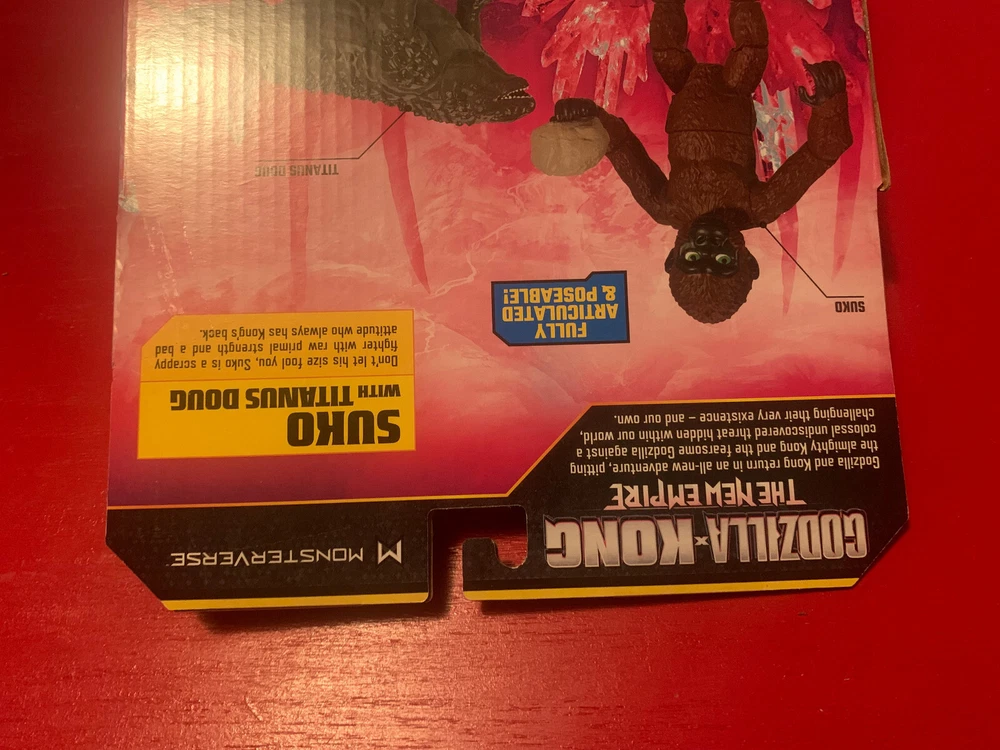 GODZILLA x KONG
THE NEW EMPIRE
Godzilla and Kong return in an all-new adventure, pitting
the almighty Kong and the fearsome Godzilla against a
colossal undiscovered threat hidden within our world,
challenging their very existence – and our own.
MONSTERVERSE
SUKO
WITH TITANUS DOUG
Don't let his size fool you, Suko is a scrappy
fighter with raw primal strength and a bad
attitude who always has Kong's back.
FULLY
ARTICULATED
& POSEABLE!
SUKO
TITANUS DOUG